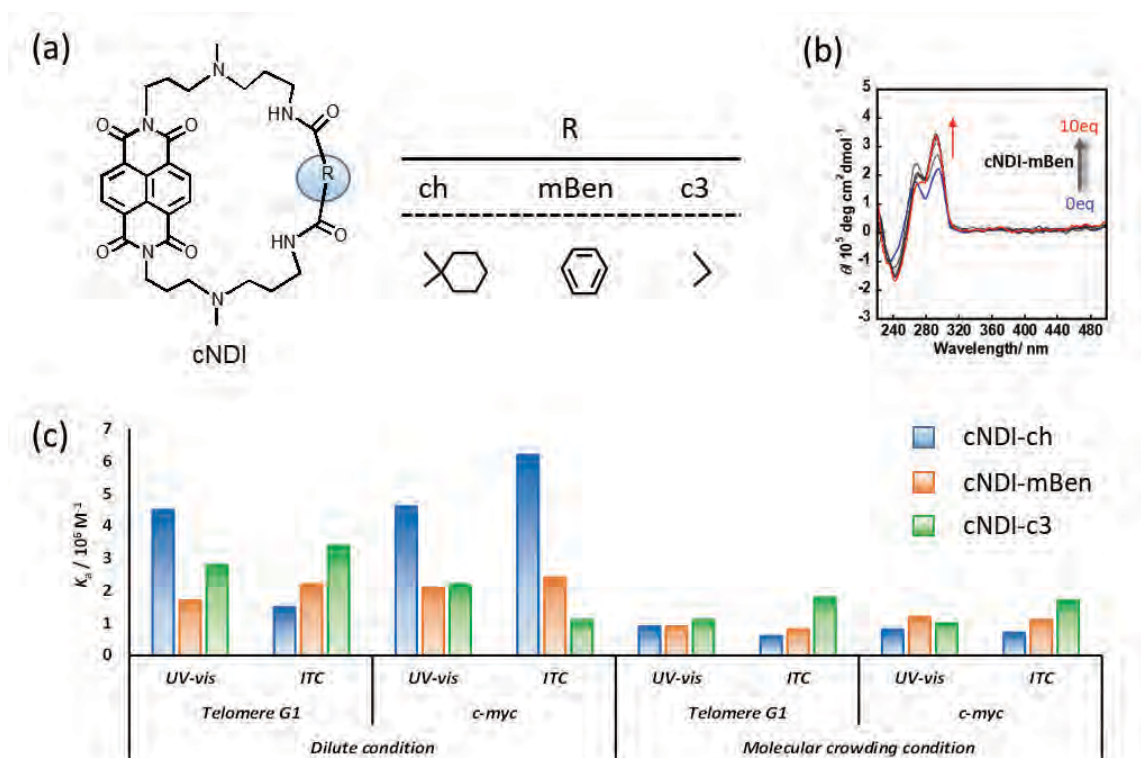 (a)
N
HN
O
O
O
N
R
O
N
O
O
HN
N
cNDI
R
ch mBen c3
(b)
5
4
3
2
1
0
-1
-2
-3
θ/ 10⁵ deg cm² dmol⁻¹
10eq
cNDI-mBen
0eq
240 280 320 360 400 440 480
Wavelength/ nm
(c)
7
6
5
4
3
2
1
0
Kₐ / 10⁶ M⁻¹
cNDI-ch
cNDI-mBen
cNDI-c3
UV-vis ITC UV-vis ITC UV-vis ITC UV-vis ITC
Telomere G1 c-myc Telomere G1 c-myc
Dilute condition Molecular crowding condition